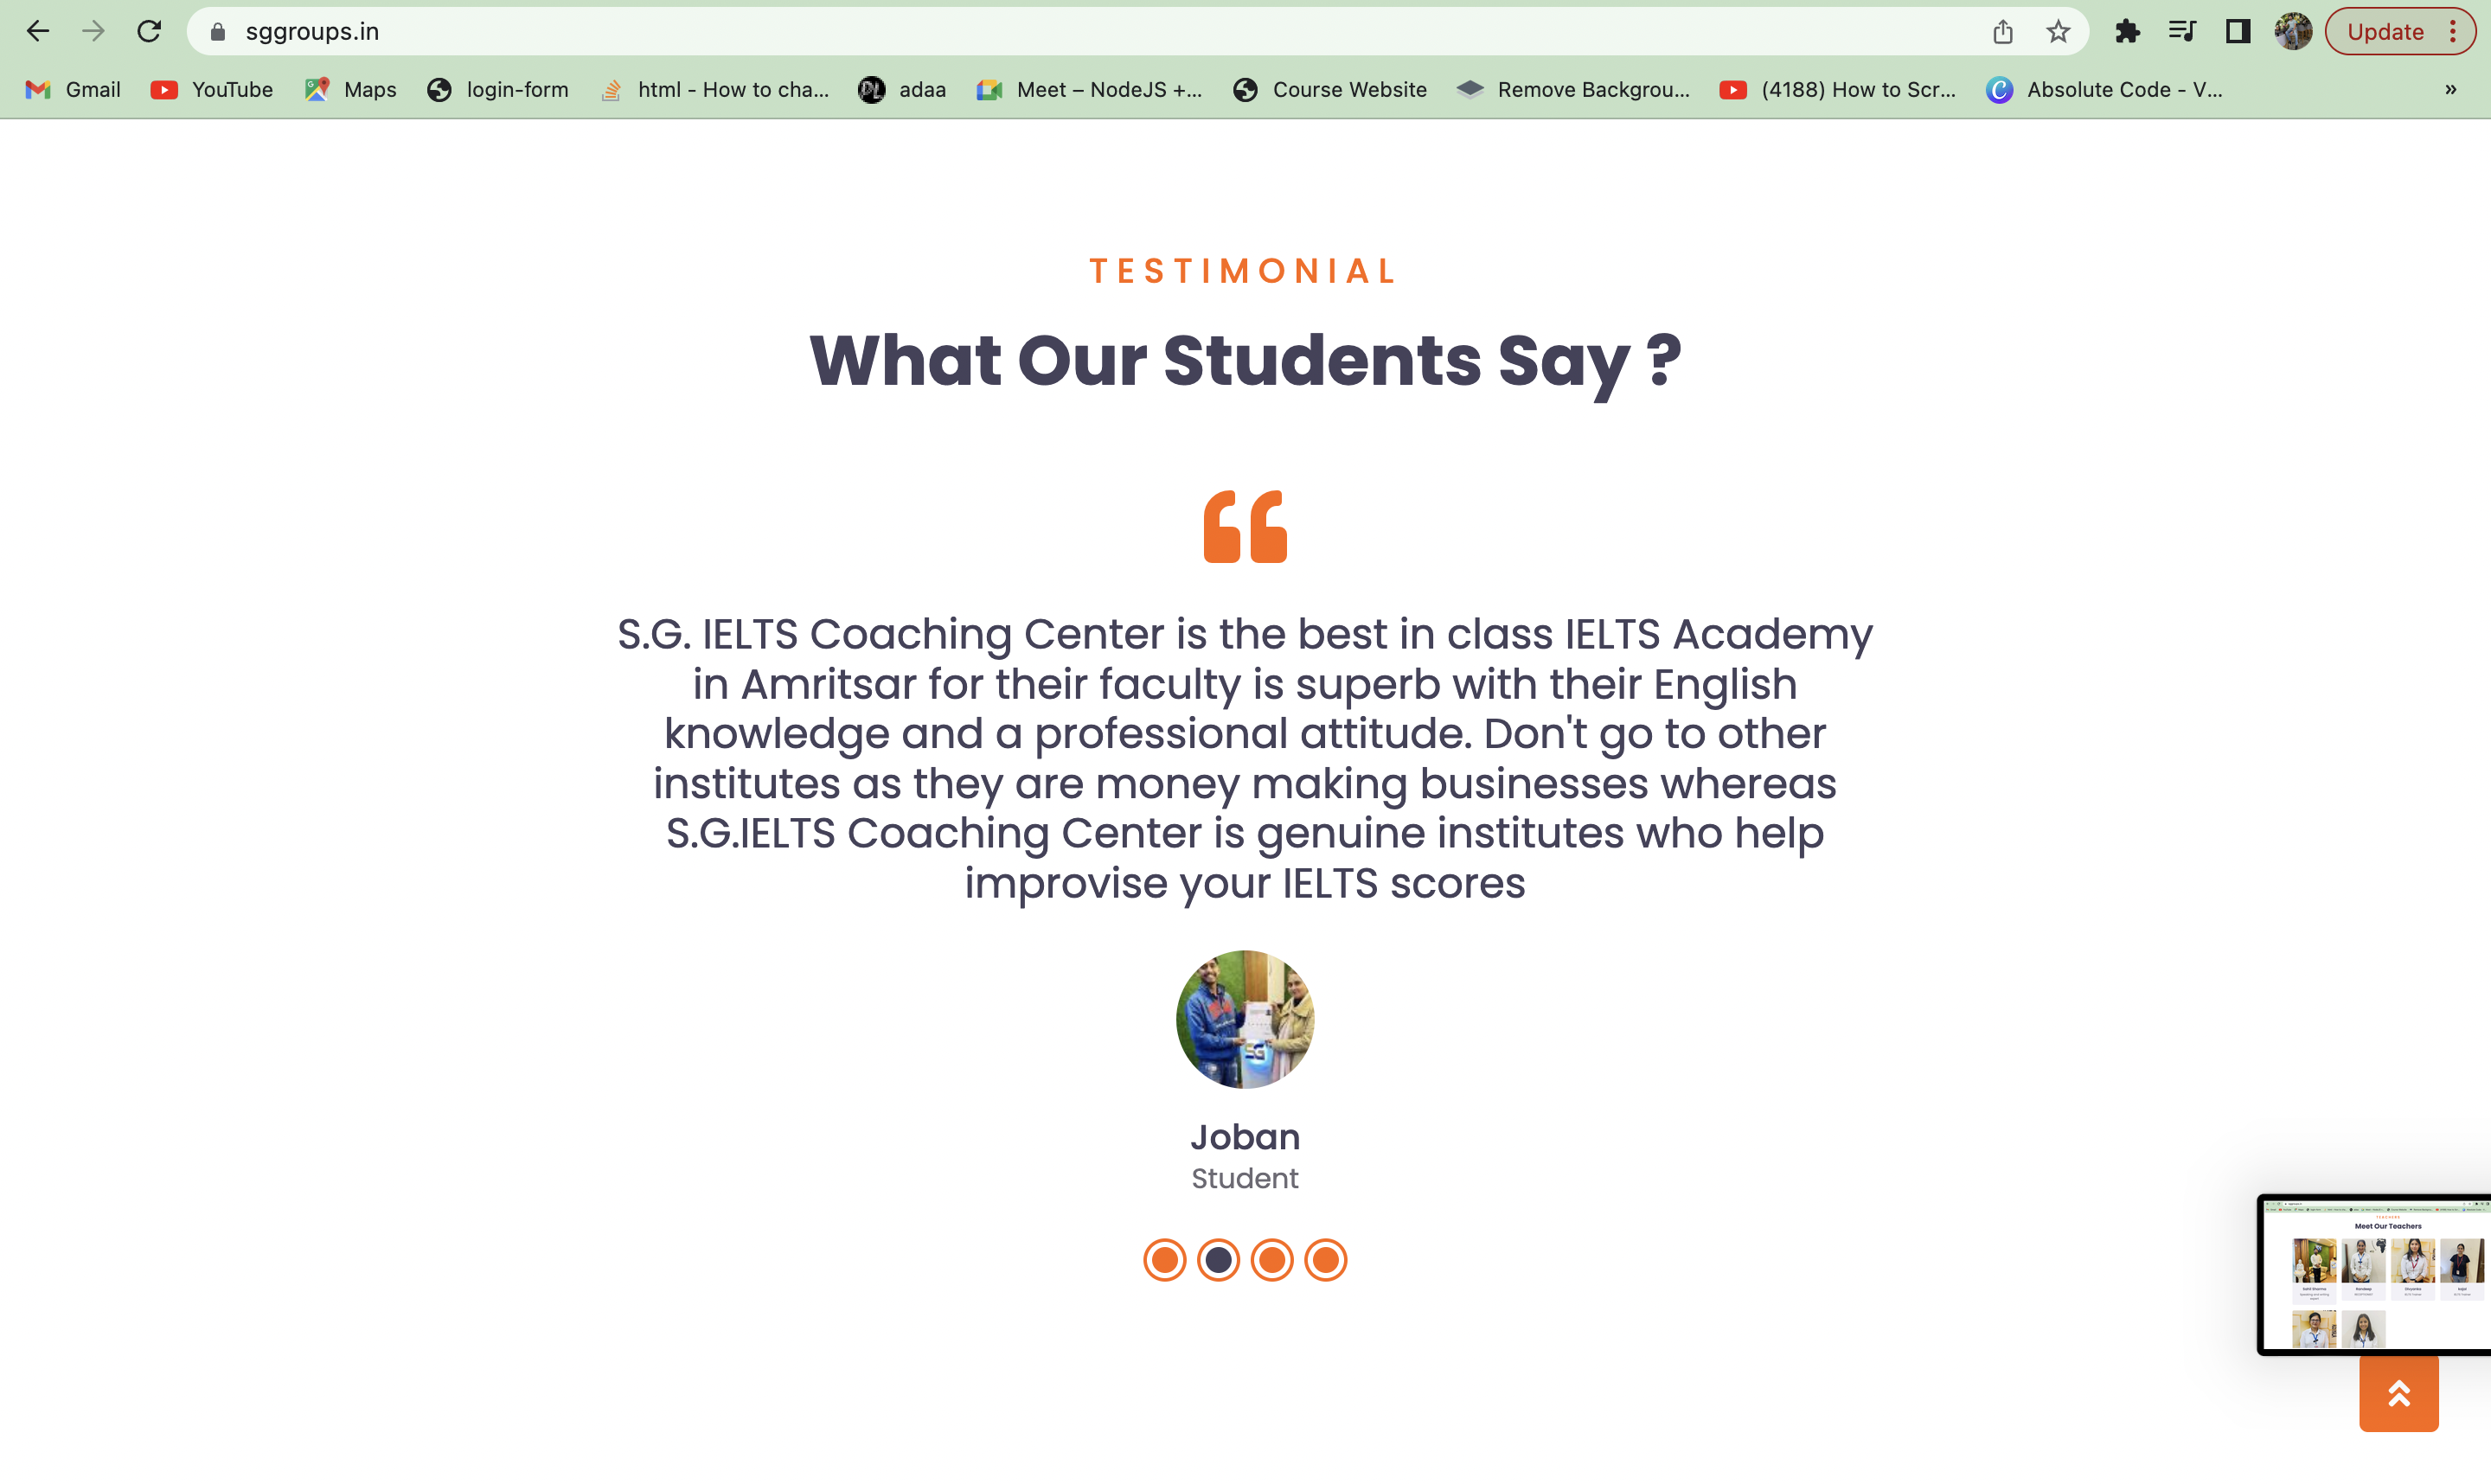 sggroups.in
Update
Gmail
YouTube
Maps
login-form
html - How to cha...
adaa
Meet – NodeJS +...
Course Website
Remove Backgrou...
(4188) How to Scr...
Absolute Code - V...
»
TESTIMONIAL
What Our Students Say ?
S.G. IELTS Coaching Center is the best in class IELTS Academy
in Amritsar for their faculty is superb with their English
knowledge and a professional attitude. Don't go to other
institutes as they are money making businesses whereas
S.G.IELTS Coaching Center is genuine institutes who help
improvise your IELTS scores
SG
Joban
Student
TEACHERS
Meet Our Teachers